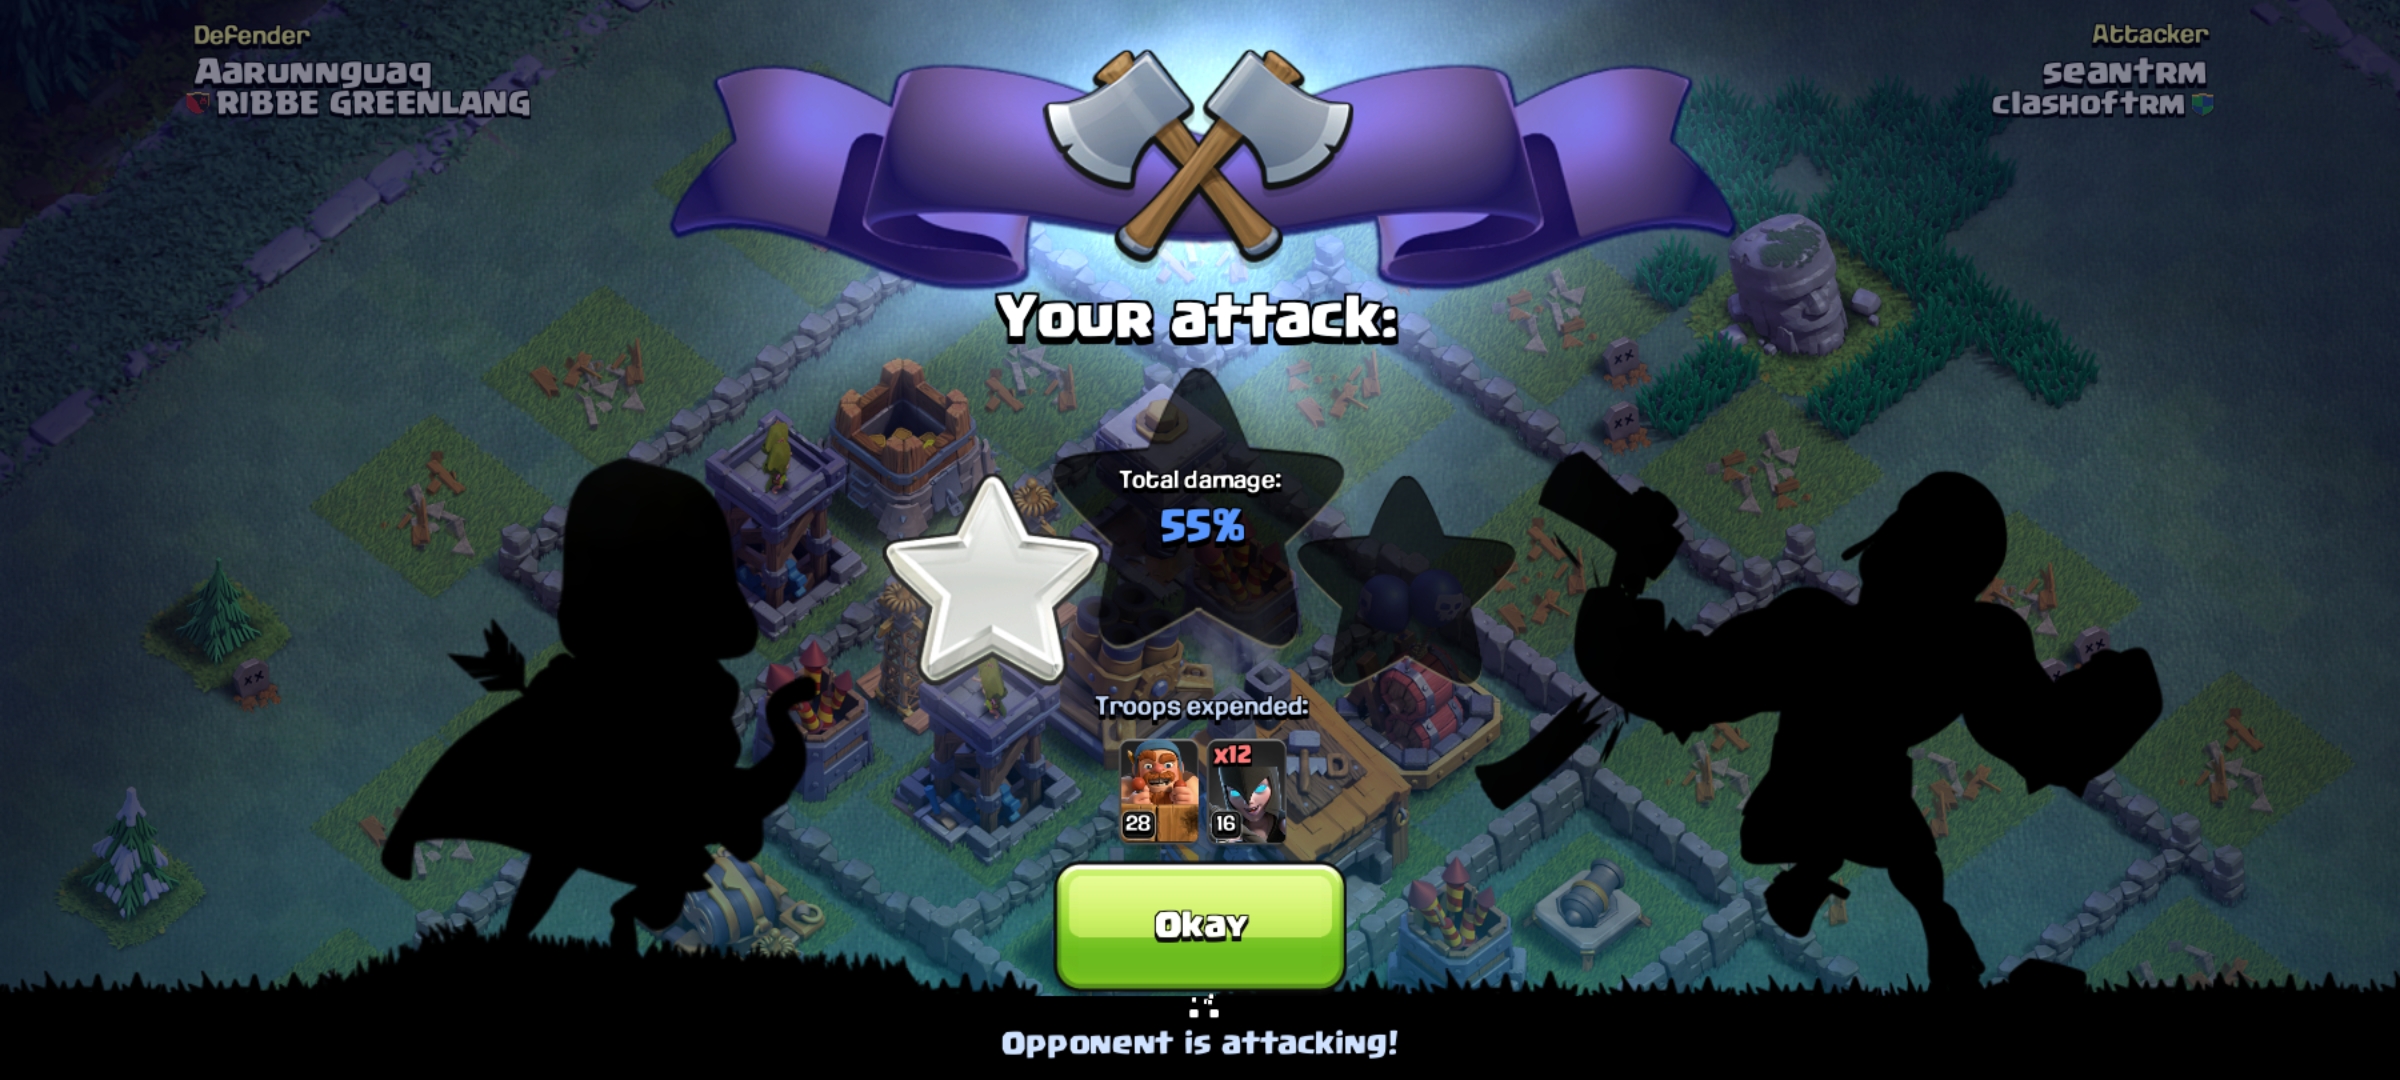 Defender
Aarunnguaq
RIBBE GREENLANG
Attacker
seantRM
clashoftRM
Your attack:
Total damage:
55%
Troops expended:
x12
28
16
Okay
Opponent is attacking!